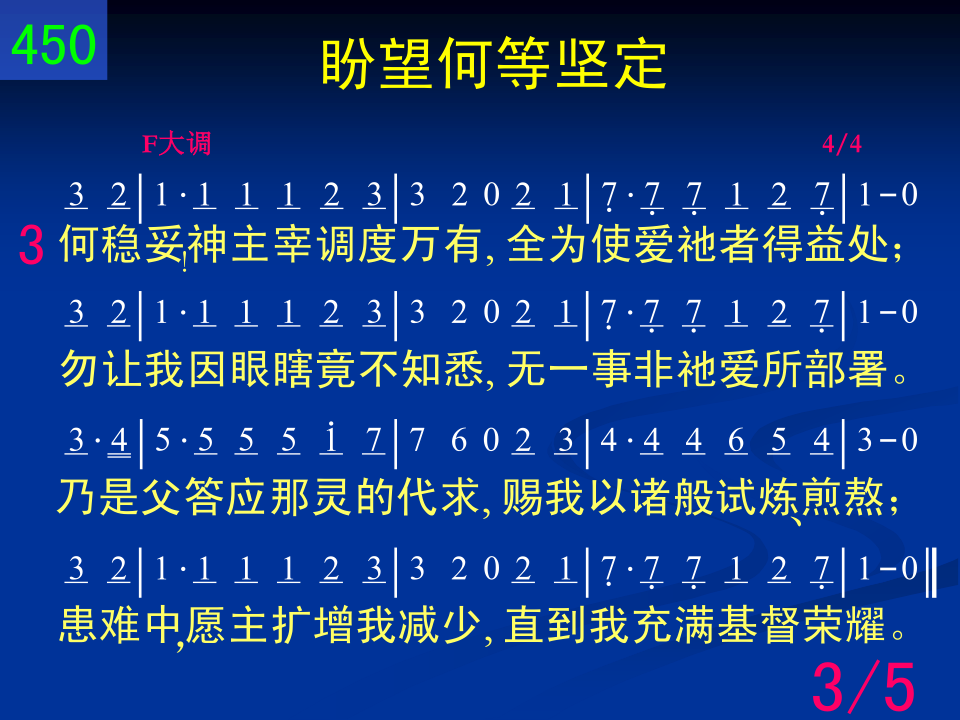 450
盼望何等坚定
F大调 4/4
3 2|1·1 1 1 2 3|3 2 0 2 1|7̣·7̣ 7̣ 1 2 7̣|1-0
3 何稳妥!神主宰调度万有,全为使爱祂者得益处；
3 2|1·1 1 1 2 3|3 2 0 2 1|7̣·7̣ 7̣ 1 2 7̣|1-0
勿让我因眼瞎竟不知悉,无一事非祂爱所部署。
3·4|5·5 5 5 i 7|7 6 0 2 3|4·4 4 6 5 4|3-0
乃是父答应那灵的代求,赐我以诸般试炼、煎熬；
3 2|1·1 1 1 2 3|3 2 0 2 1|7̣·7̣ 7̣ 1 2 7̣|1-0‖
患难中,愿主扩增我减少,直到我充满基督荣耀。
3/5